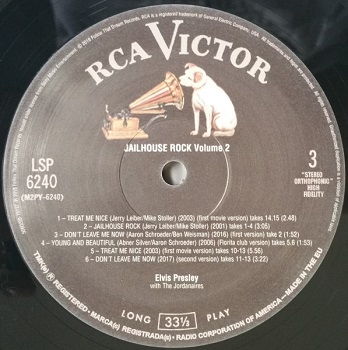 RCA VICTOR
JAILHOUSE ROCK Volume 2
LSP
6240
(M2PY-6240)
3
"STEREO
ORTHOPHONIC"
HIGH
FIDELITY
1 – TREAT ME NICE (Jerry Leiber/Mike Stoller) (2003) (first movie version) takes 14.15 (2.48)
2 – JAILHOUSE ROCK (Jerry Leiber/Mike Stoller) (2001) takes 1-4 (3:05)
3 – DON´T LEAVE ME NOW (Aaron Schroeder/Ben Weisman) (2016) (first movie version) take 2 (1:32)
4 – YOUNG AND BEAUTIFUL (Abner Silver/Aaron Schroeder) (2006) (Florita club version) takes 5.6 (1:53)
5 – TREAT ME NICE (2003) (first movie version) takes 10-13 (5.56)
6 – DON´T LEAVE ME NOW (2017) (second version) takes 11-13 (3:22)
Elvis Presley
with The Jordanaires
LONG 33⅓ PLAY
TMK(s) ® REGISTERED. MARCA(s) REGISTRADA(s) • RADIO CORPORATION OF AMERICA—MADE IN THE EU